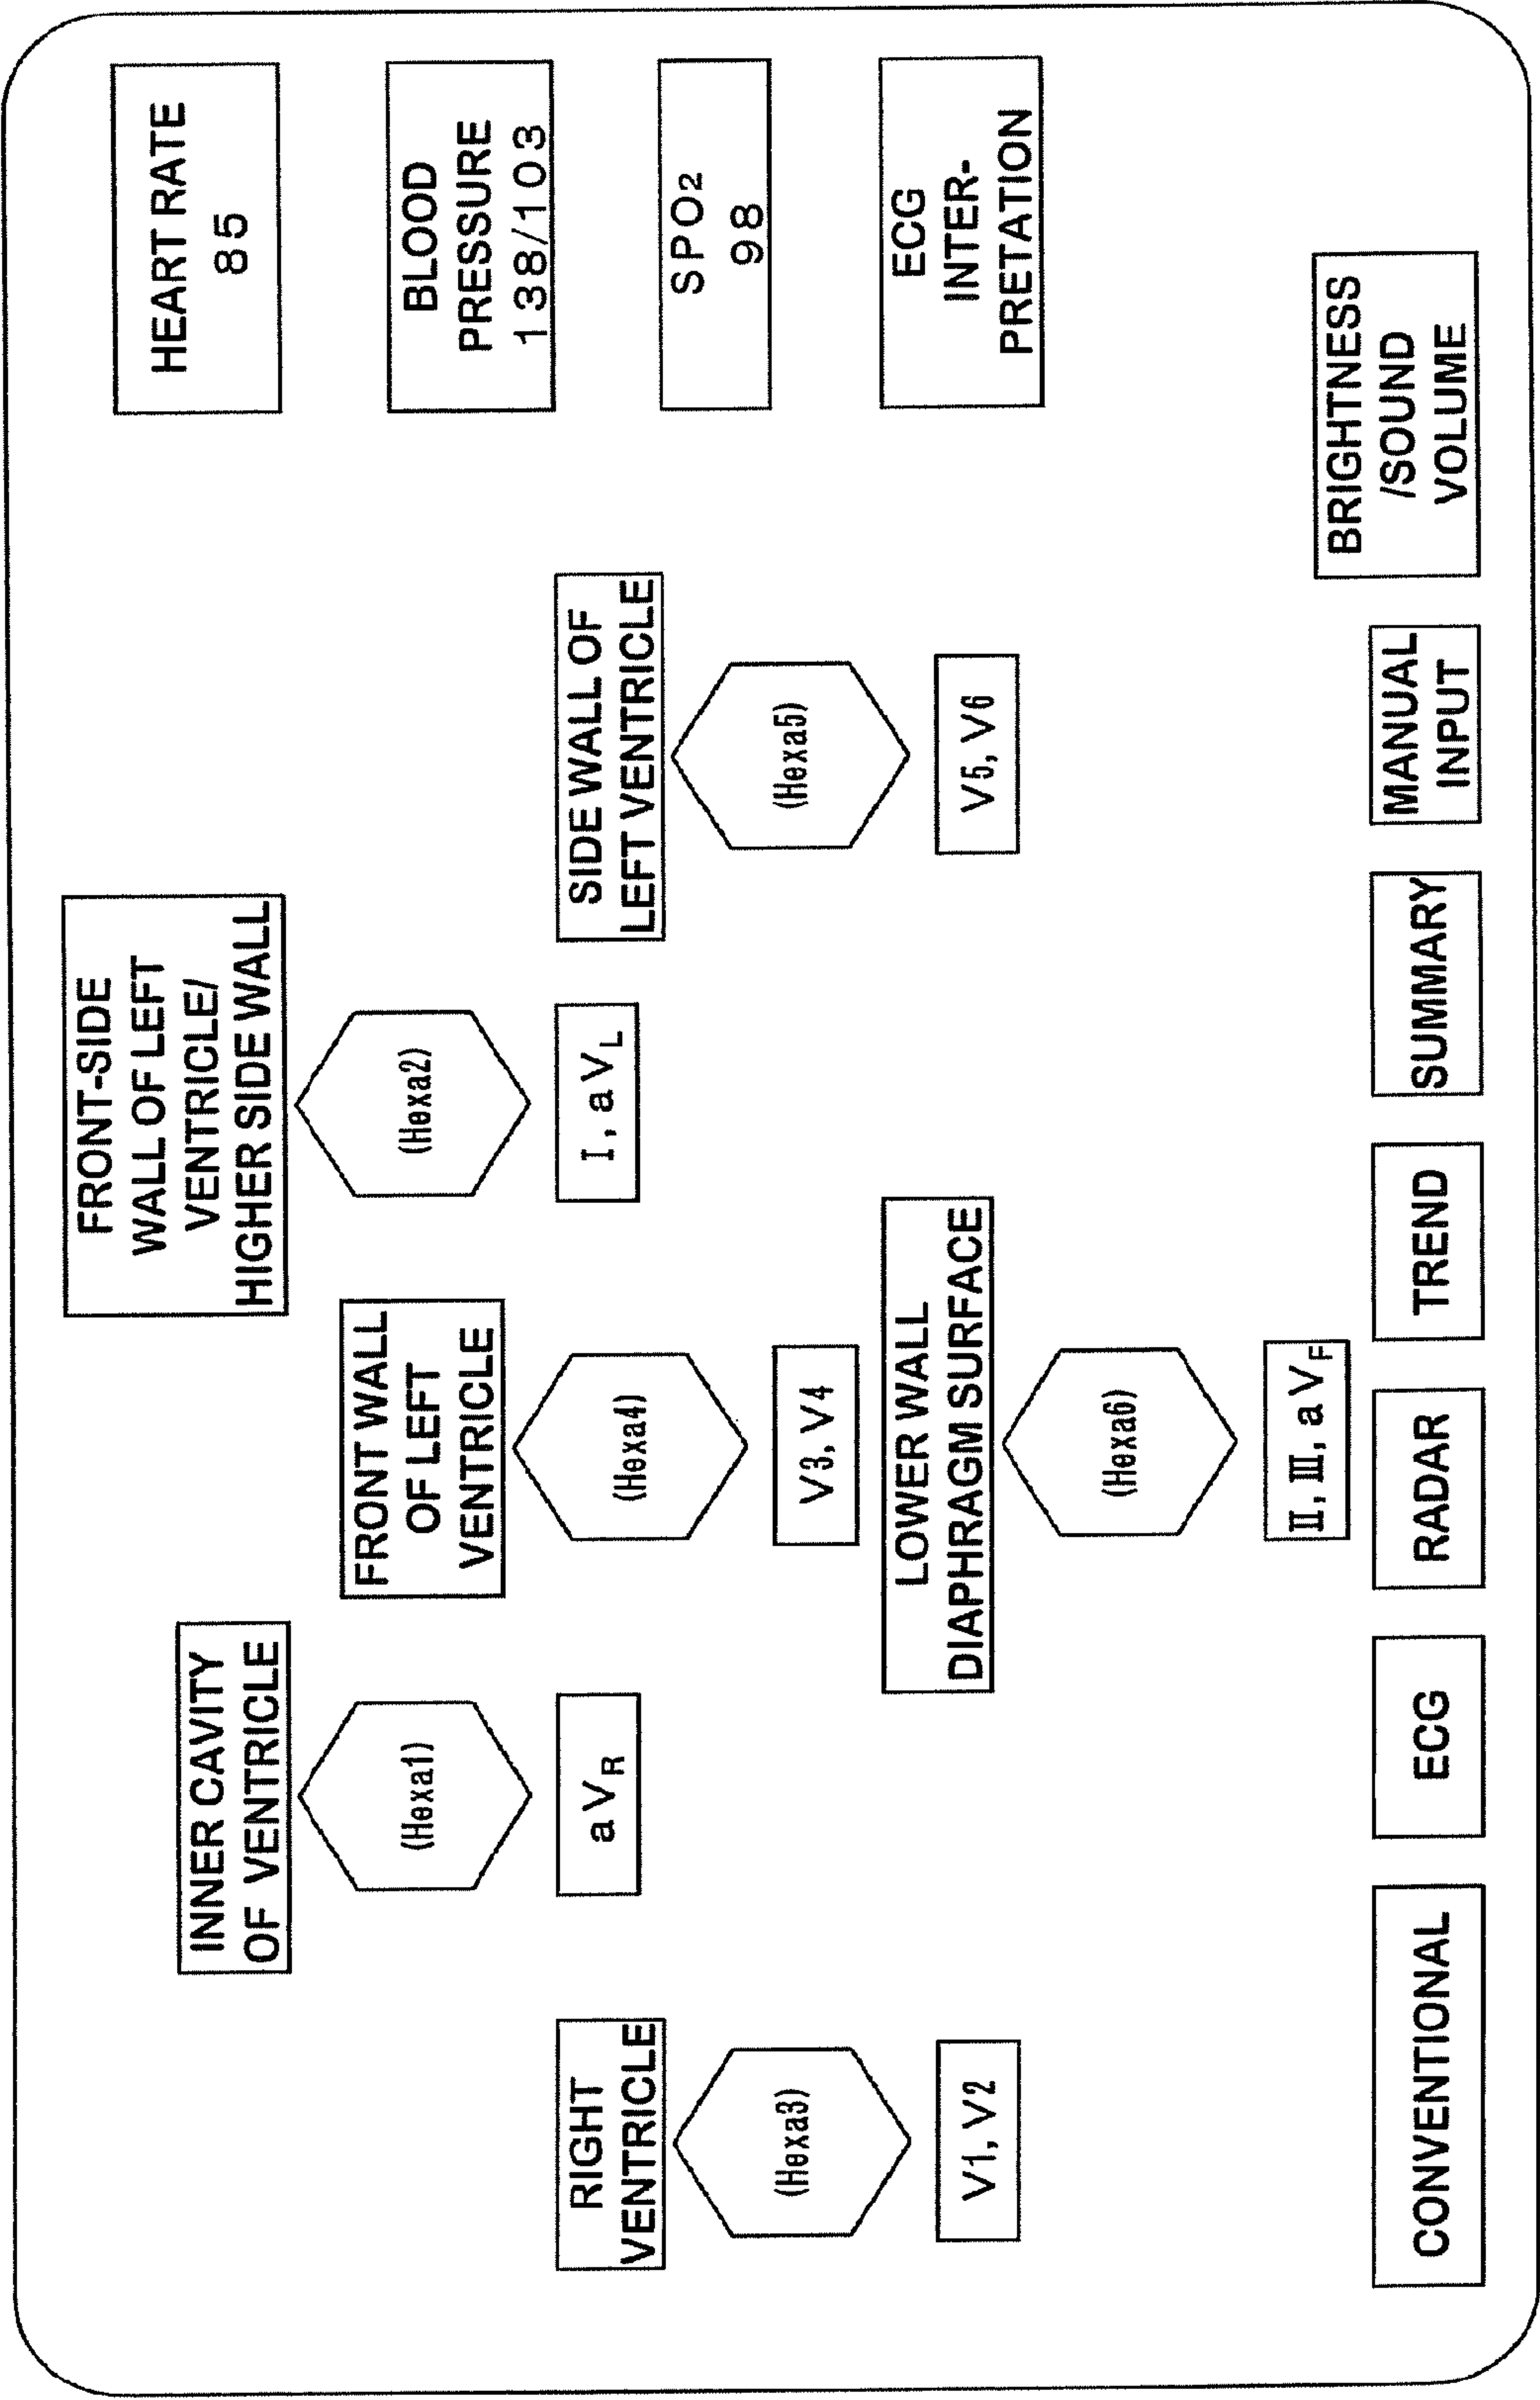 FRONT-SIDE
WALL OF LEFT
VENTRICLE/
HIGHER SIDE WALL
(Hexa2)
I, aVL
HEART RATE
85
INNER CAVITY
OF VENTRICLE
(Hexa1)
aVR
FRONT WALL
OF LEFT
VENTRICLE
(Hexa4)
V3, V4
BLOOD
PRESSURE
138/103
RIGHT
VENTRICLE
(Hexa3)
V1, V2
SIDE WALL OF
LEFT VENTRICLE
(Hexa5)
V5, V6
SPO2
98
LOWER WALL
DIAPHRAGM SURFACE
(Hexa6)
II, III, aVF
ECG
INTER-
PRETATION
CONVENTIONAL
ECG
RADAR
TREND
SUMMARY
MANUAL
INPUT
BRIGHTNESS
/SOUND
VOLUME